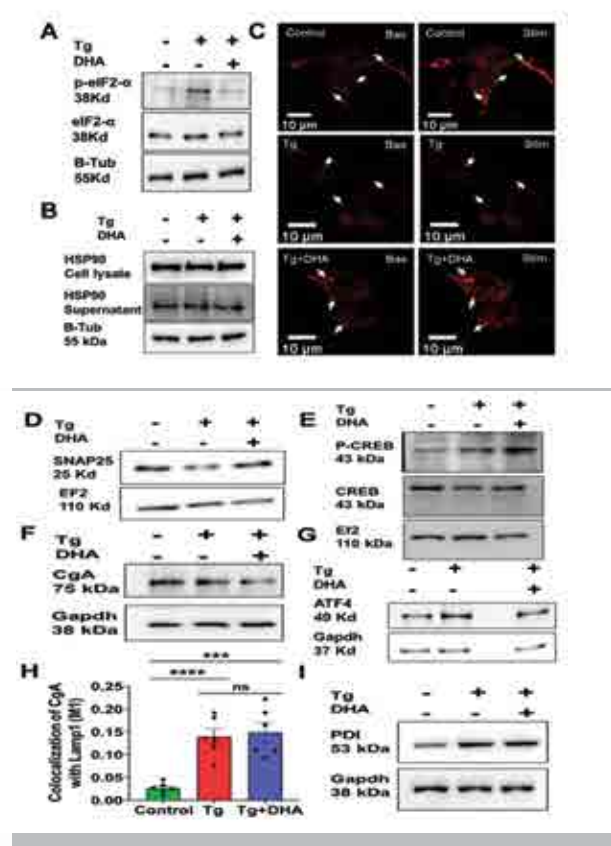 A
Tg - + +
DHA - - +
p-eIF2-α
38Kd
eIF2-α
38Kd
B-Tub
55Kd
B
Tg - + +
DHA - - +
HSP90
Cell lysate
HSP90
Supernatant
B-Tub
55 kDa
C
Control Bas
10 µm
Control Stim
10 µm
Tg Bas
10 µm
Tg Stim
10 µm
Tg+DHA Bas
10 µm
Tg+DHA Stim
10 µm
D
Tg - + +
DHA - - +
SNAP25
25 Kd
EF2
110 Kd
E
Tg - + +
DHA - - +
P-CREB
43 kDa
CREB
43 kDa
Ef2
110 kDa
F
Tg - + +
DHA - - +
CgA
75 kDa
Gapdh
38 kDa
G
Tg - + +
DHA - - +
ATF4
49 Kd
Gapdh
37 Kd
H
***
****
ns
Colocalization of CgA
with Lamp1 (M1)
0.25
0.20
0.15
0.10
0.05
0.00
Control Tg Tg+DHA
I
Tg - + +
DHA - - +
PDI
53 kDa
Gapdh
38 kDa